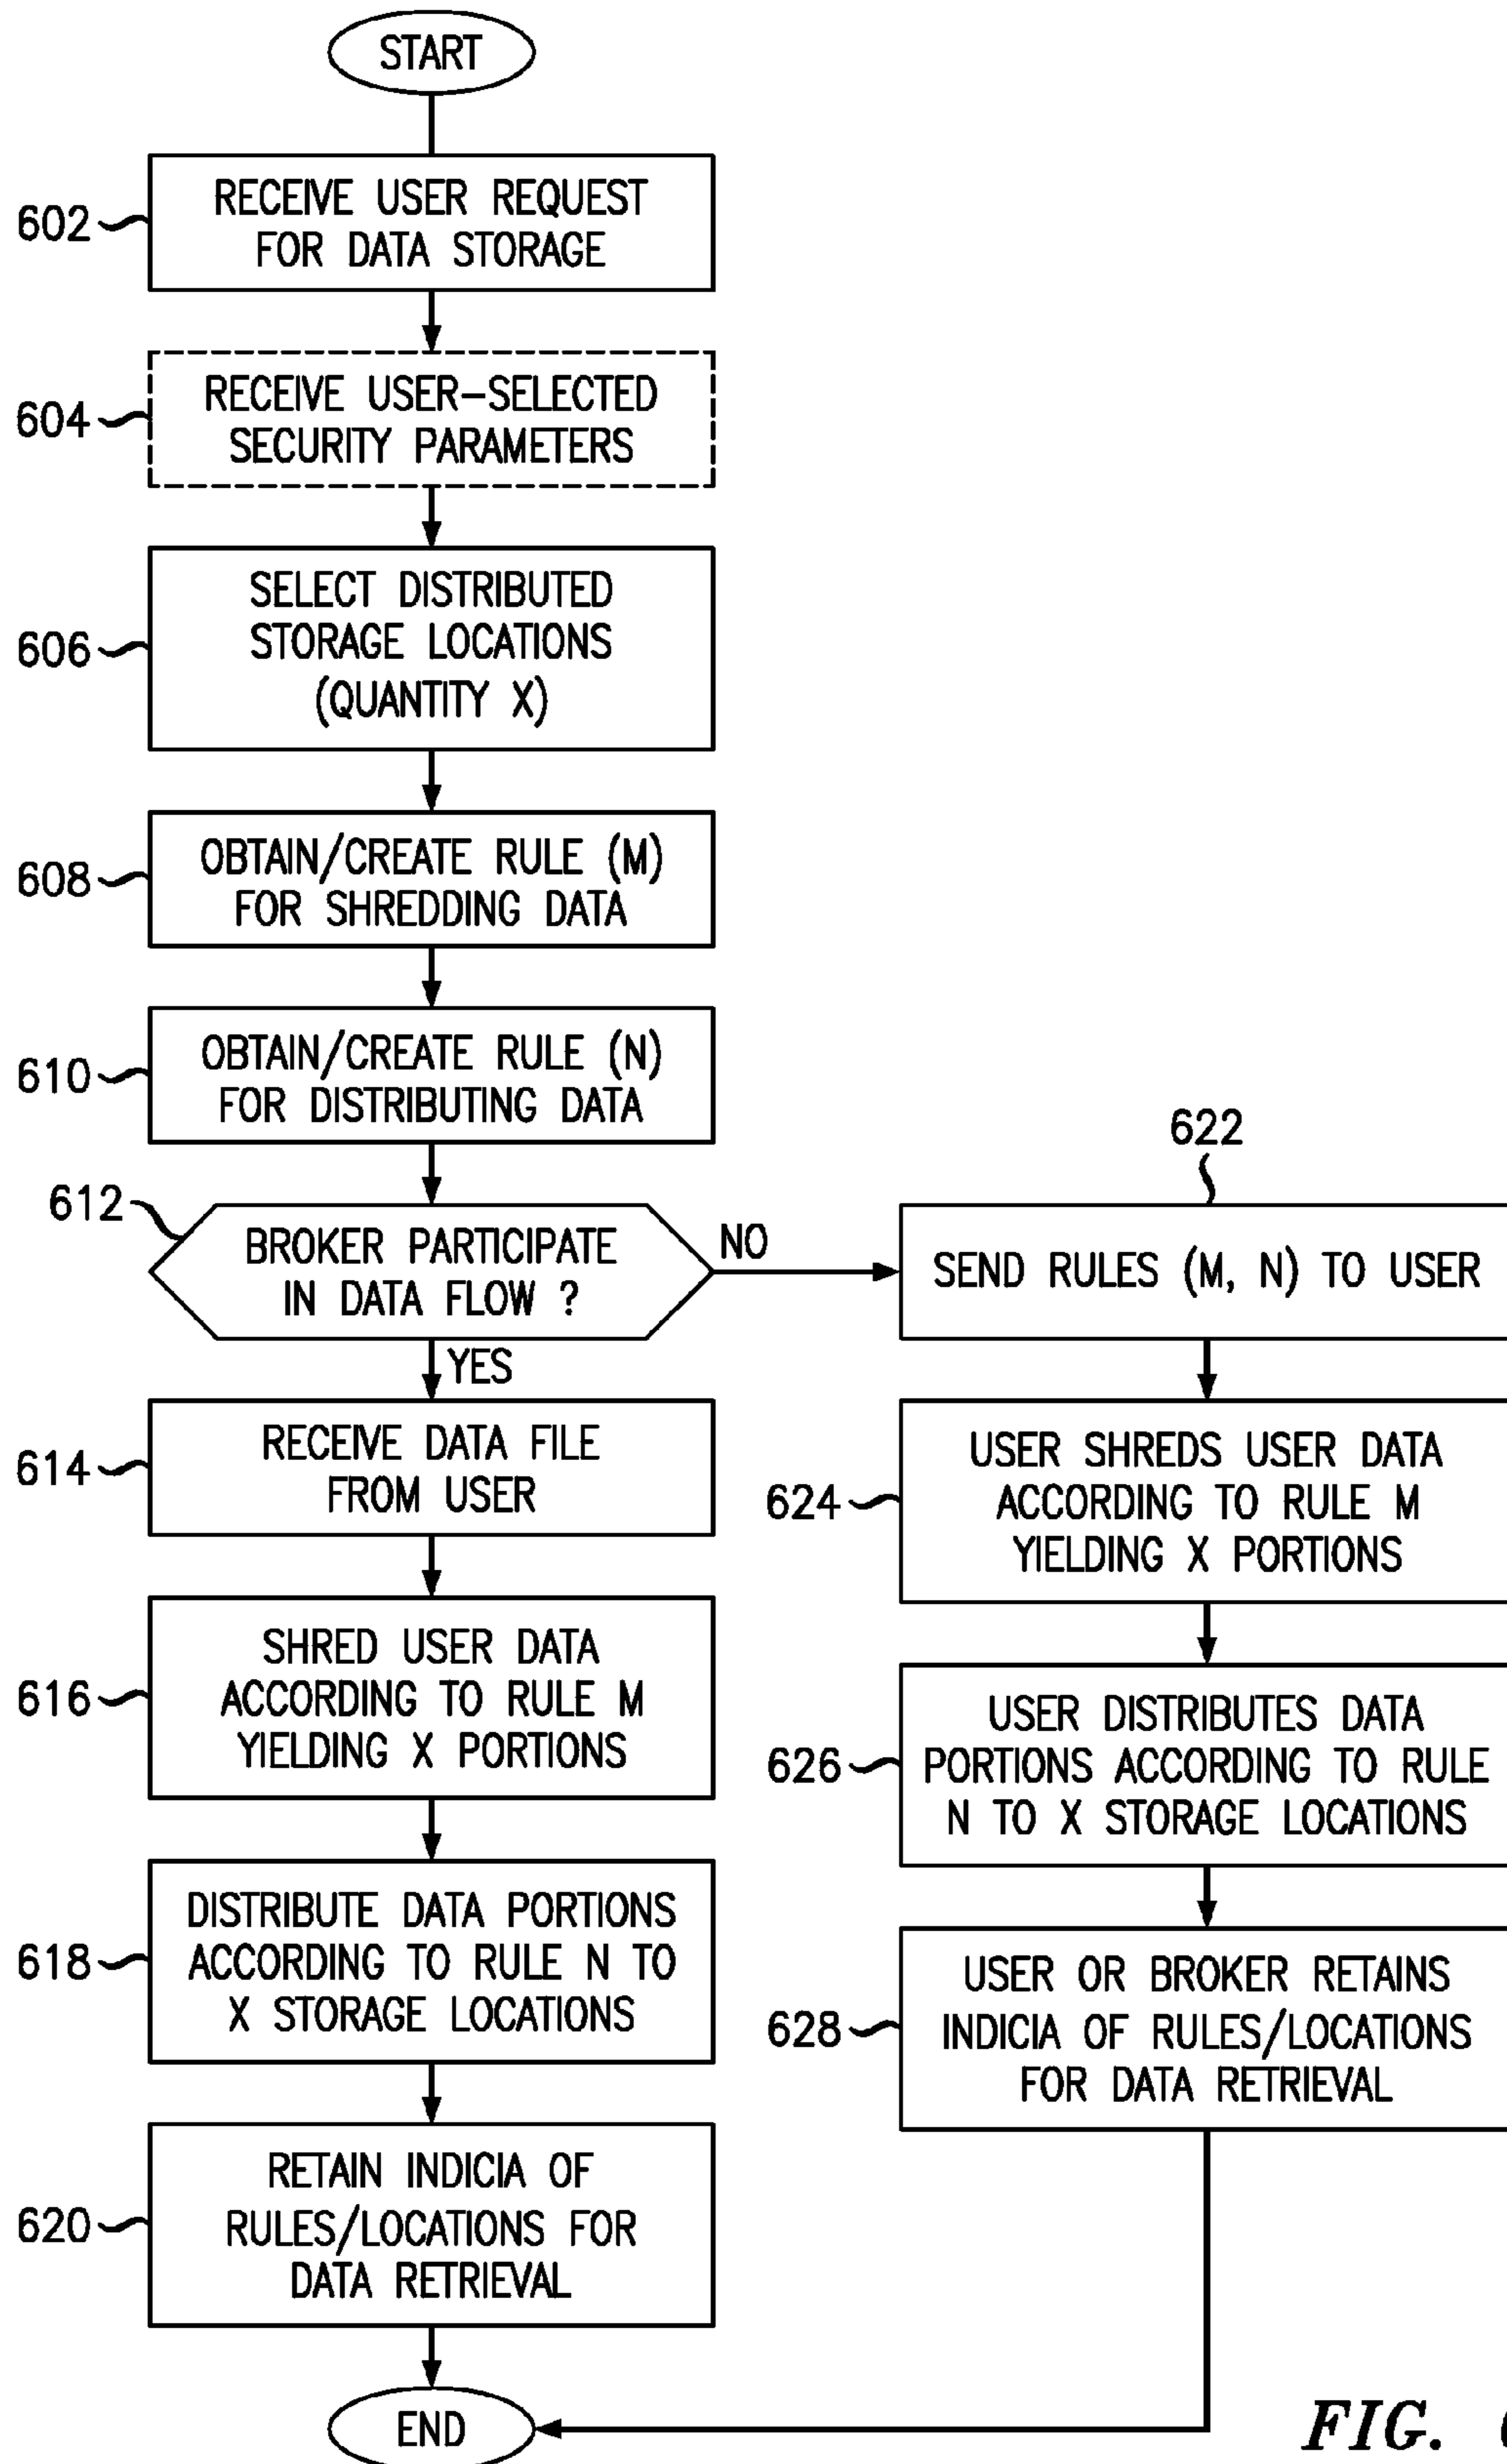 START
602
RECEIVE USER REQUEST
FOR DATA STORAGE
604
RECEIVE USER-SELECTED
SECURITY PARAMETERS
606
SELECT DISTRIBUTED
STORAGE LOCATIONS
(QUANTITY X)
608
OBTAIN/CREATE RULE (M)
FOR SHREDDING DATA
610
OBTAIN/CREATE RULE (N)
FOR DISTRIBUTING DATA
612
BROKER PARTICIPATE
IN DATA FLOW ?
NO
YES
614
RECEIVE DATA FILE
FROM USER
616
SHRED USER DATA
ACCORDING TO RULE M
YIELDING X PORTIONS
618
DISTRIBUTE DATA PORTIONS
ACCORDING TO RULE N TO
X STORAGE LOCATIONS
620
RETAIN INDICIA OF
RULES/LOCATIONS FOR
DATA RETRIEVAL
END
622
SEND RULES (M, N) TO USER
624
USER SHREDS USER DATA
ACCORDING TO RULE M
YIELDING X PORTIONS
626
USER DISTRIBUTES DATA
PORTIONS ACCORDING TO RULE
N TO X STORAGE LOCATIONS
628
USER OR BROKER RETAINS
INDICIA OF RULES/LOCATIONS
FOR DATA RETRIEVAL
FIG.